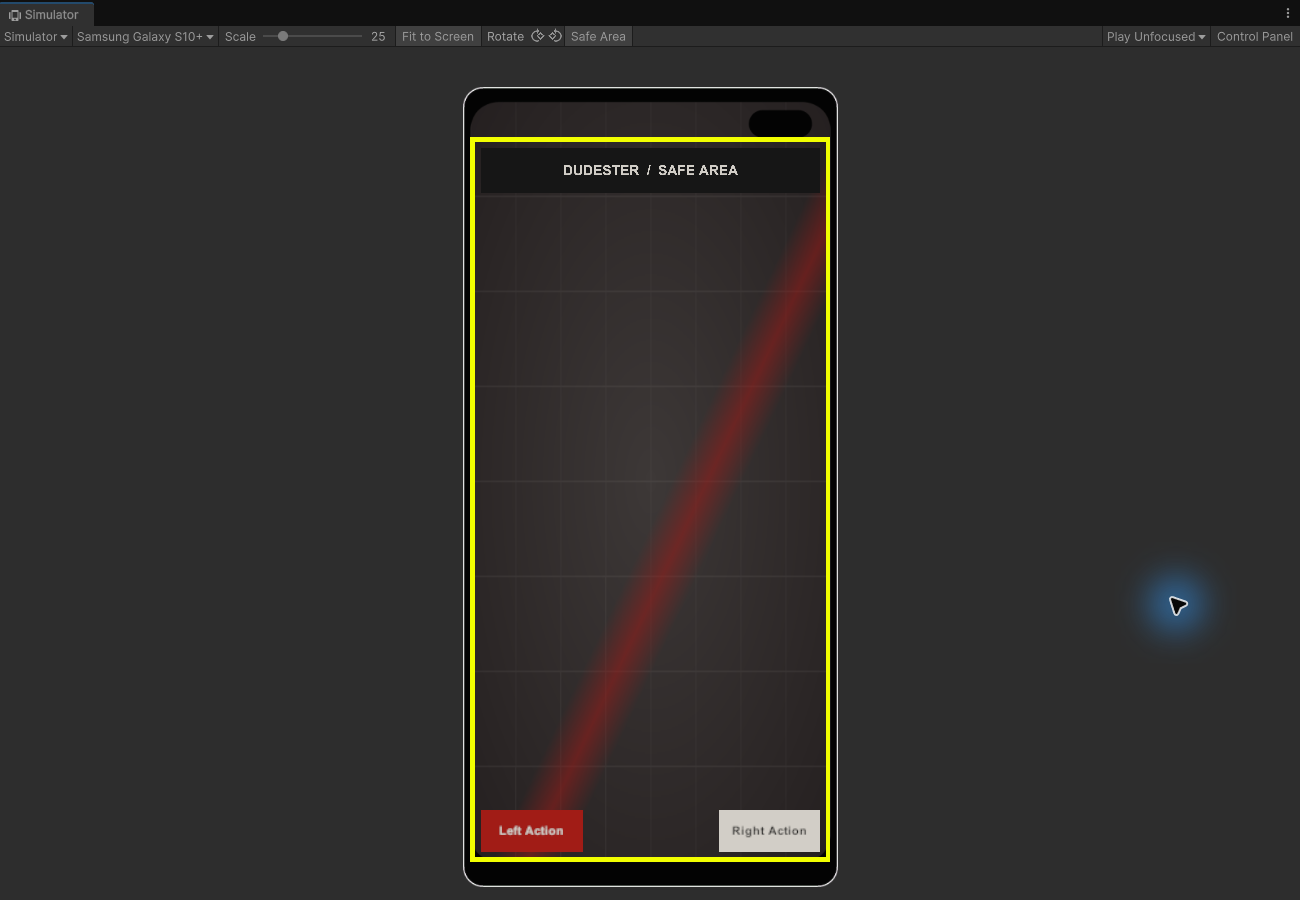 Simulator
Simulator Samsung Galaxy S10+ Scale 25 Fit to Screen Rotate Safe Area Play Unfocused Control Panel
DUDESTER / SAFE AREA
Left Action Right Action